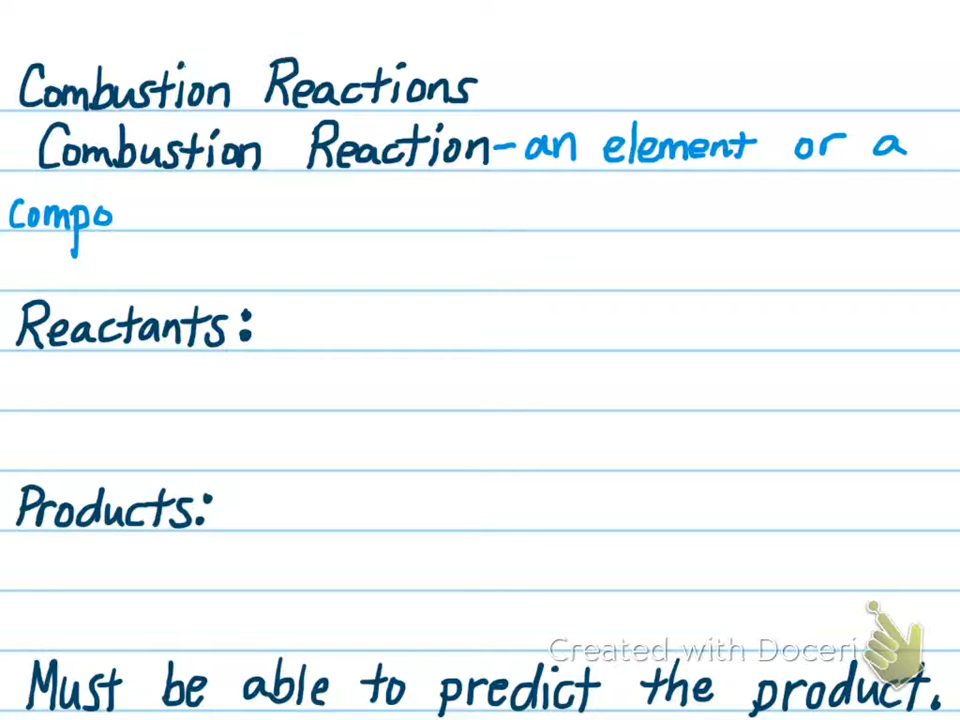 Combustion Reactions
Combustion Reaction-an element or a
compo
Reactants:
Products:
Created with Doceri
Must be able to predict the product.